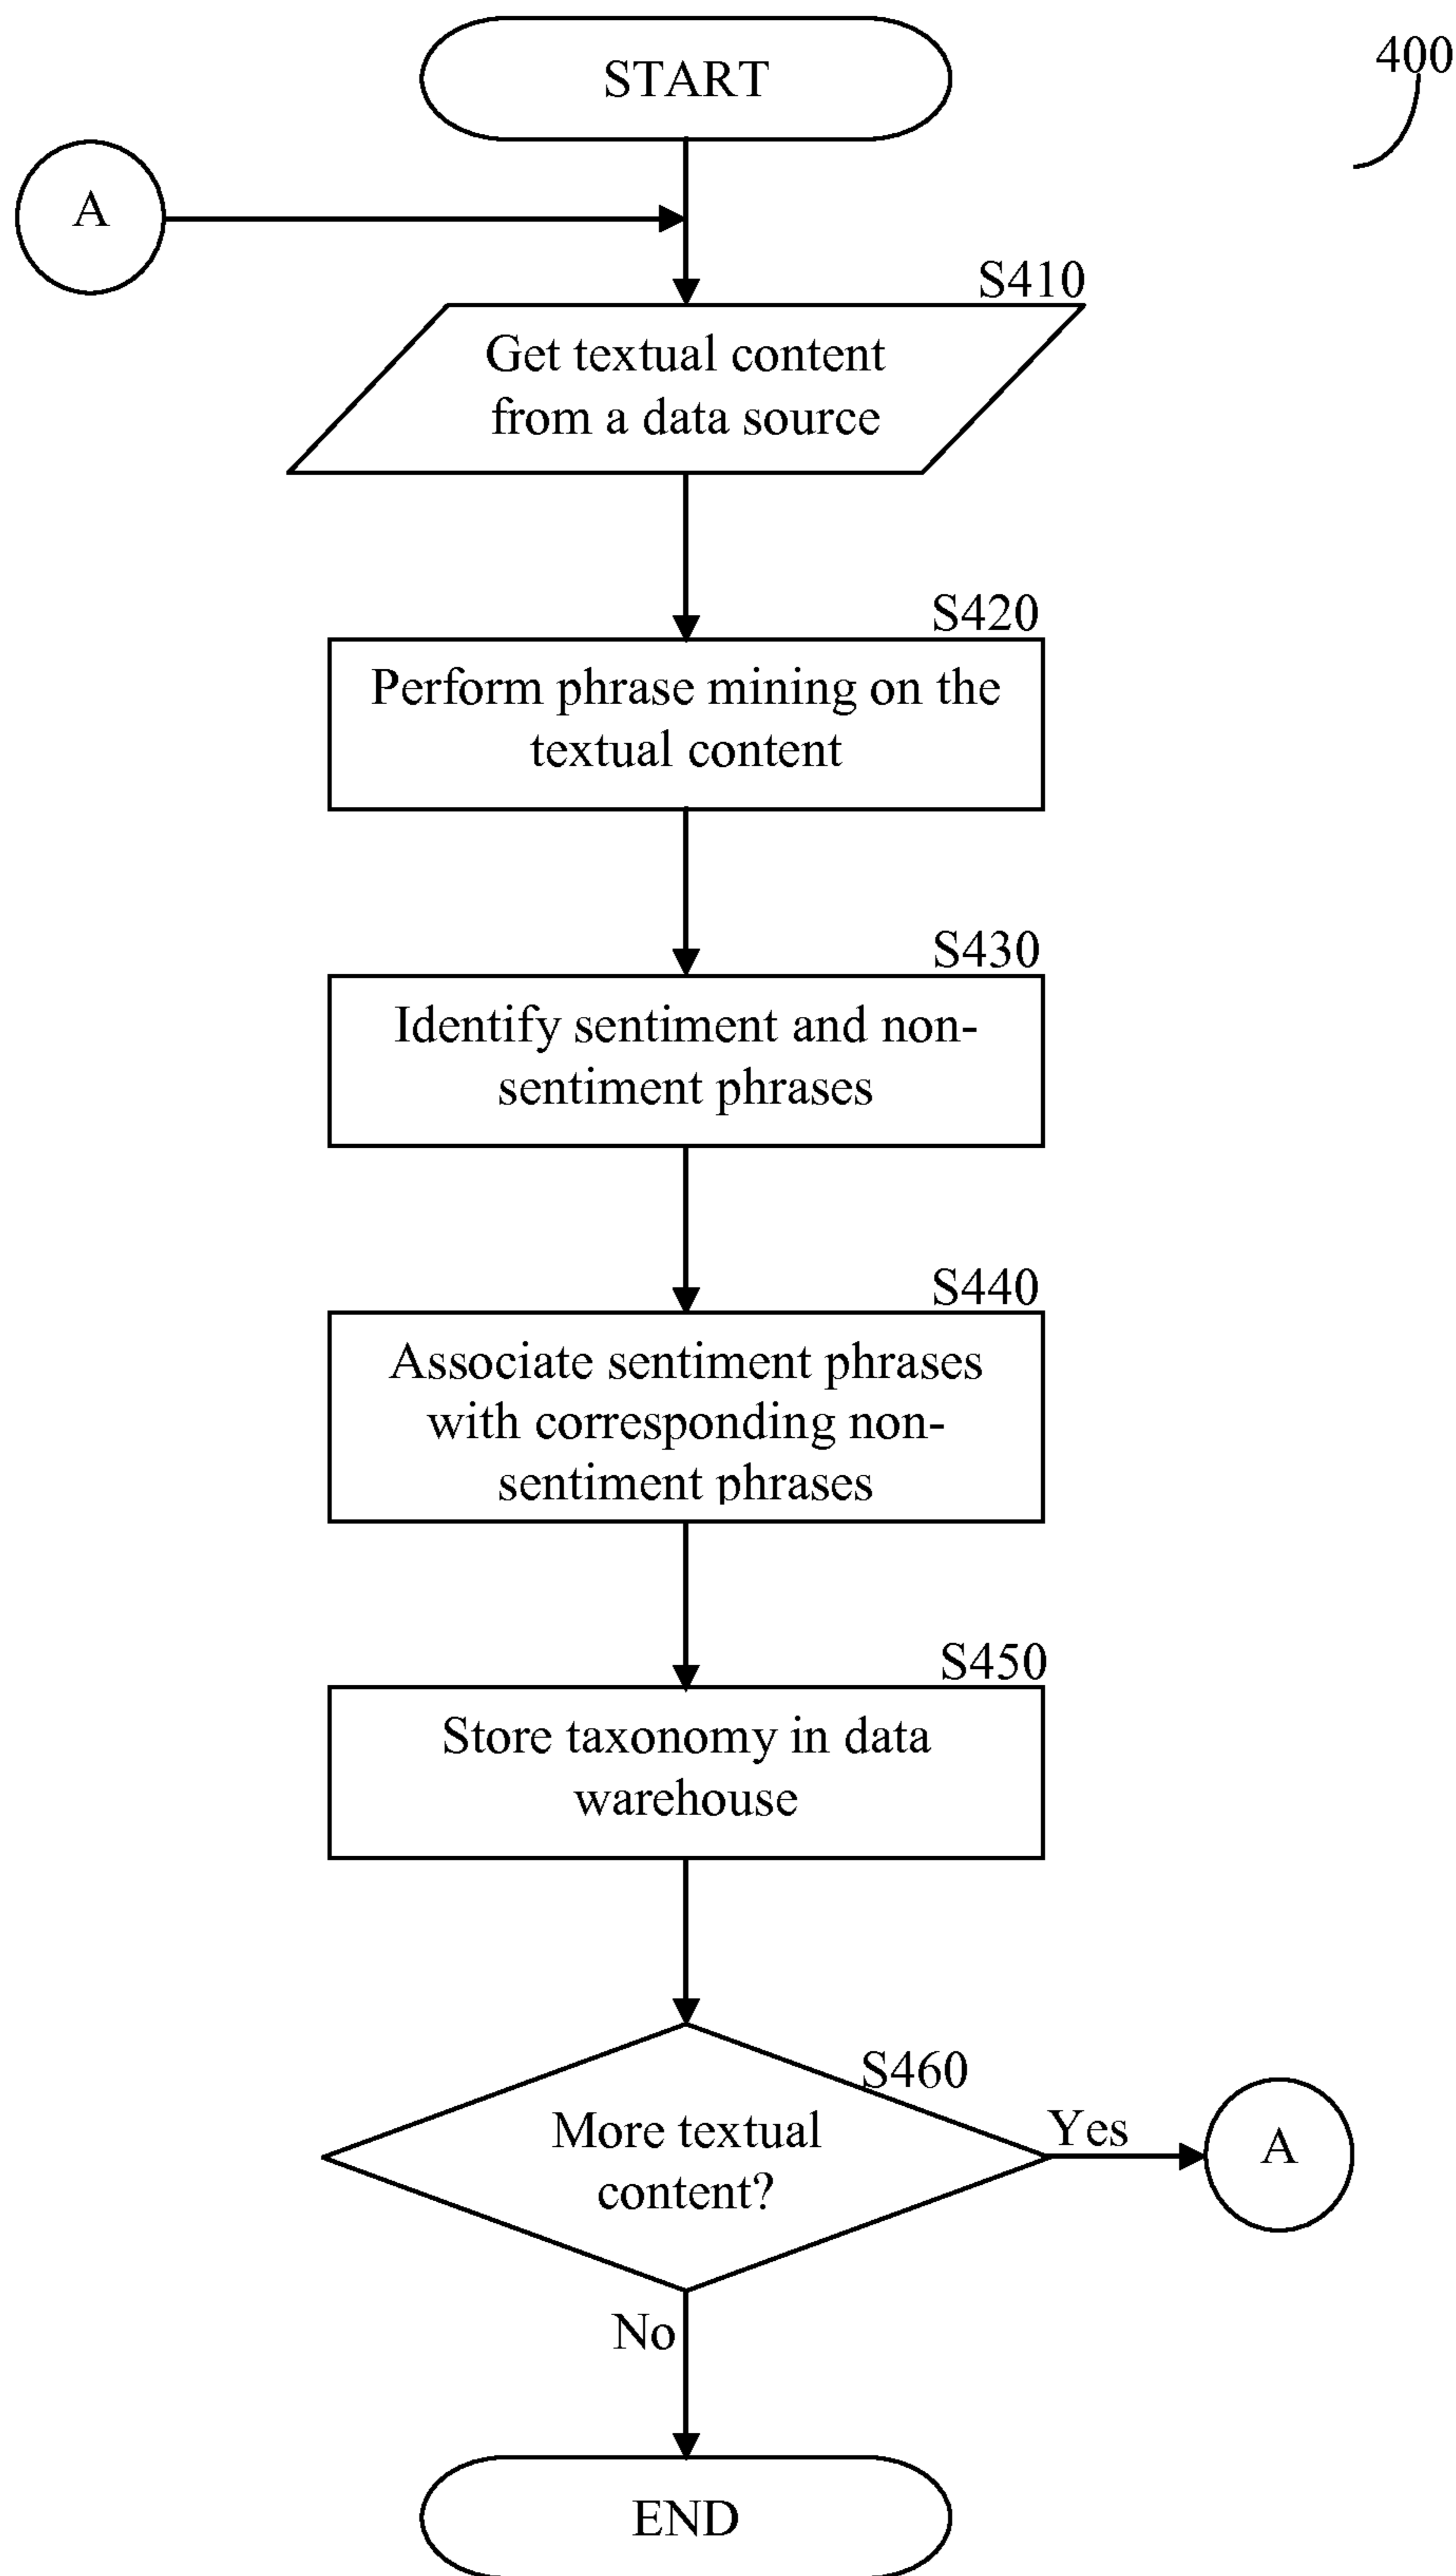 START
400
A
S410
Get textual content
from a data source
S420
Perform phrase mining on the
textual content
S430
Identify sentiment and non-
sentiment phrases
S440
Associate sentiment phrases
with corresponding non-
sentiment phrases
S450
Store taxonomy in data
warehouse
S460
More textual
content?
Yes
A
No
END